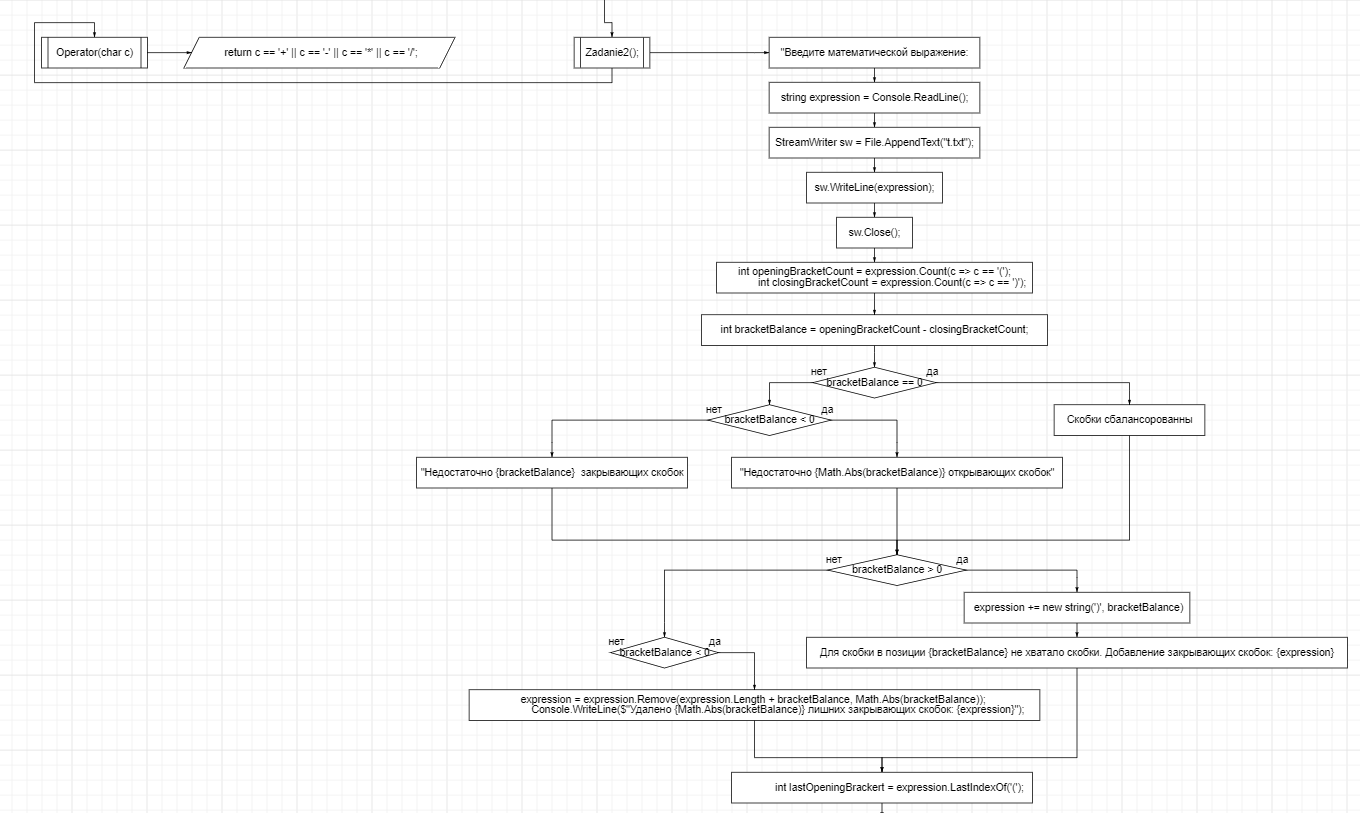 Operator(char c)
return c == '+' || c == '-' || c == '*' || c == '/';
Zadanie2();
"Введите математической выражение:
string expression = Console.ReadLine();
StreamWriter sw = File.AppendText("t.txt");
sw.WriteLine(expression);
sw.Close();
int openingBracketCount = expression.Count(c => c == '(');
int closingBracketCount = expression.Count(c => c == ')');
int bracketBalance = openingBracketCount - closingBracketCount;
нет
да
bracketBalance == 0
нет
да
bracketBalance < 0
Скобки сбалансорованны
"Недостаточно {bracketBalance} закрывающих скобок
"Недостаточно {Math.Abs(bracketBalance)} открывающих скобок"
нет
да
bracketBalance > 0
expression += new string(')', bracketBalance)
нет
да
bracketBalance < 0
Для скобки в позиции {bracketBalance} не хватало скобки. Добавление закрывающих скобок: {expression}
expression = expression.Remove(expression.Length + bracketBalance, Math.Abs(bracketBalance));
Console.WriteLine($"Удалено {Math.Abs(bracketBalance)} лишних закрывающих скобок: {expression}");
int lastOpeningBrackert = expression.LastIndexOf('(');